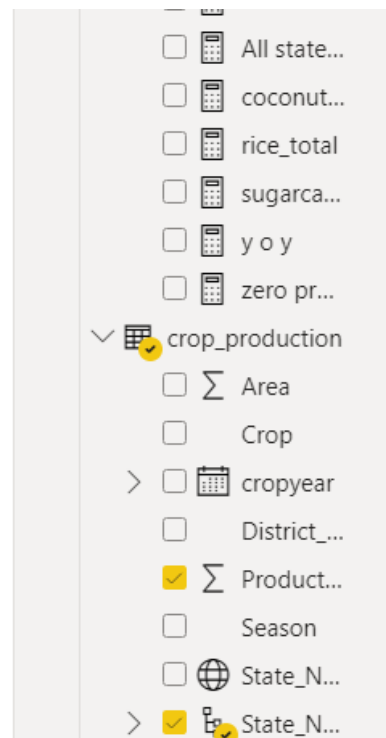 All state...
coconut...
rice_total
sugarca...
y o y
zero pr...
crop_production
Area
Crop
cropyear
District_...
Product...
Season
State_N...
State_N...